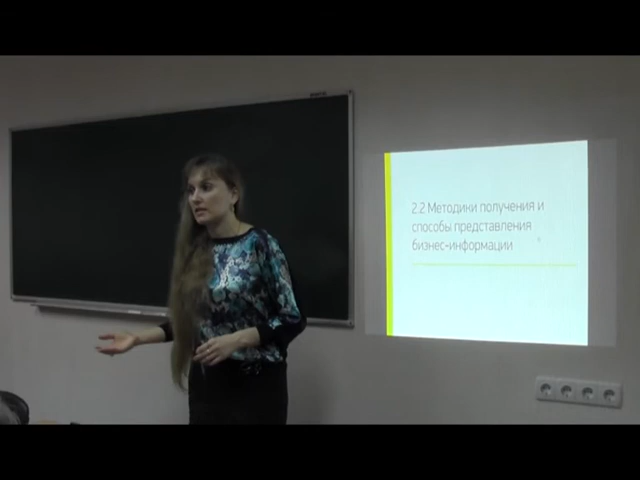 2.2 Методики получения и
способы представления
бизнес-информации